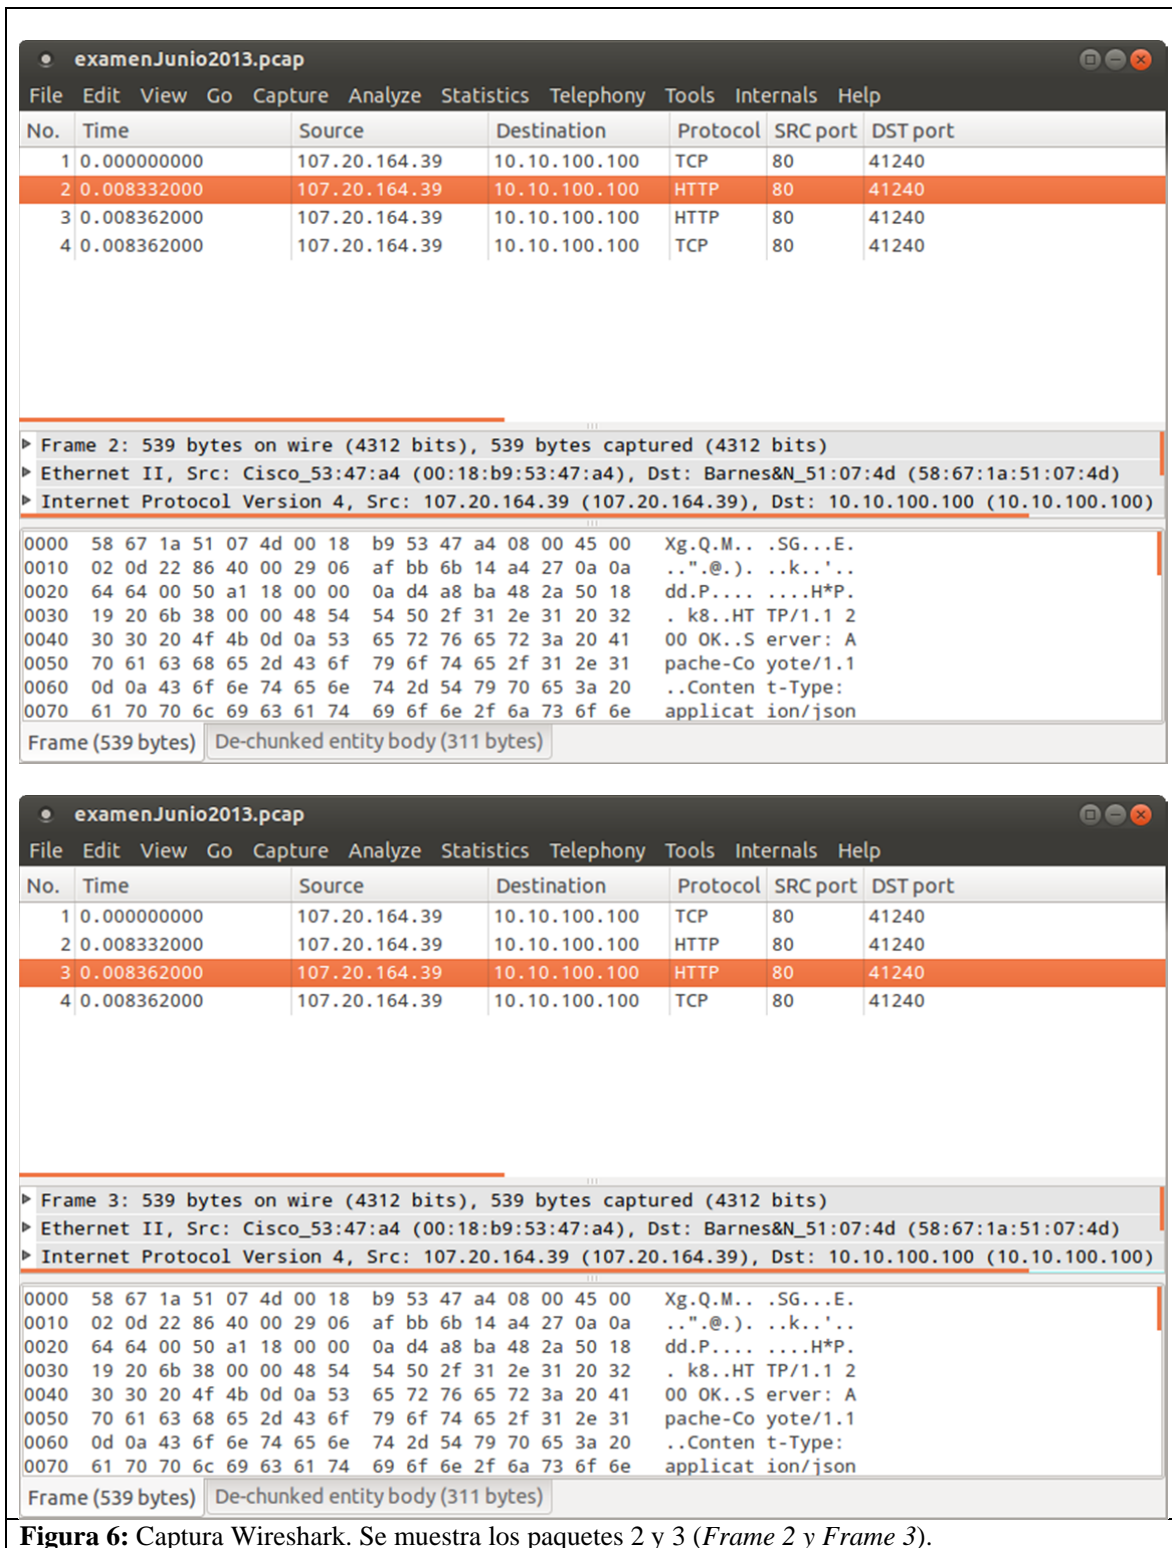 examenJunio2013.pcap
File Edit View Go Capture Analyze Statistics Telephony Tools Internals Help
No. Time Source Destination Protocol SRC port DST port
1 0.000000000 107.20.164.39 10.10.100.100 TCP 80 41240
2 0.008332000 107.20.164.39 10.10.100.100 HTTP 80 41240
3 0.008362000 107.20.164.39 10.10.100.100 HTTP 80 41240
4 0.008362000 107.20.164.39 10.10.100.100 TCP 80 41240
Frame 2: 539 bytes on wire (4312 bits), 539 bytes captured (4312 bits)
Ethernet II, Src: Cisco_53:47:a4 (00:18:b9:53:47:a4), Dst: Barnes&N_51:07:4d (58:67:1a:51:07:4d)
Internet Protocol Version 4, Src: 107.20.164.39 (107.20.164.39), Dst: 10.10.100.100 (10.10.100.100)
0000 58 67 1a 51 07 4d 00 18 b9 53 47 a4 08 00 45 00 Xg.Q.M.. .SG...E.
0010 02 0d 22 86 40 00 29 06 af bb 6b 14 a4 27 0a 0a ..".@.). ..k..'..
0020 64 64 00 50 a1 18 00 00 0a d4 a8 ba 48 2a 50 18 dd.P.... ....H*P.
0030 19 20 6b 38 00 00 48 54 54 50 2f 31 2e 31 20 32 . k8..HT TP/1.1 2
0040 30 30 20 4f 4b 0d 0a 53 65 72 76 65 72 3a 20 41 00 OK..S erver: A
0050 70 61 63 68 65 2d 43 6f 79 6f 74 65 2f 31 2e 31 pache-Co yote/1.1
0060 0d 0a 43 6f 6e 74 65 6e 74 2d 54 79 70 65 3a 20 ..Conten t-Type:
0070 61 70 70 6c 69 63 61 74 69 6f 6e 2f 6a 73 6f 6e applicat ion/json
Frame (539 bytes) De-chunked entity body (311 bytes)
examenJunio2013.pcap
File Edit View Go Capture Analyze Statistics Telephony Tools Internals Help
No. Time Source Destination Protocol SRC port DST port
1 0.000000000 107.20.164.39 10.10.100.100 TCP 80 41240
2 0.008332000 107.20.164.39 10.10.100.100 HTTP 80 41240
3 0.008362000 107.20.164.39 10.10.100.100 HTTP 80 41240
4 0.008362000 107.20.164.39 10.10.100.100 TCP 80 41240
Frame 3: 539 bytes on wire (4312 bits), 539 bytes captured (4312 bits)
Ethernet II, Src: Cisco_53:47:a4 (00:18:b9:53:47:a4), Dst: Barnes&N_51:07:4d (58:67:1a:51:07:4d)
Internet Protocol Version 4, Src: 107.20.164.39 (107.20.164.39), Dst: 10.10.100.100 (10.10.100.100)
0000 58 67 1a 51 07 4d 00 18 b9 53 47 a4 08 00 45 00 Xg.Q.M.. .SG...E.
0010 02 0d 22 86 40 00 29 06 af bb 6b 14 a4 27 0a 0a ..".@.). ..k..'..
0020 64 64 00 50 a1 18 00 00 0a d4 a8 ba 48 2a 50 18 dd.P.... ....H*P.
0030 19 20 6b 38 00 00 48 54 54 50 2f 31 2e 31 20 32 . k8..HT TP/1.1 2
0040 30 30 20 4f 4b 0d 0a 53 65 72 76 65 72 3a 20 41 00 OK..S erver: A
0050 70 61 63 68 65 2d 43 6f 79 6f 74 65 2f 31 2e 31 pache-Co yote/1.1
0060 0d 0a 43 6f 6e 74 65 6e 74 2d 54 79 70 65 3a 20 ..Conten t-Type:
0070 61 70 70 6c 69 63 61 74 69 6f 6e 2f 6a 73 6f 6e applicat ion/json
Frame (539 bytes) De-chunked entity body (311 bytes)
Figura 6: Captura Wireshark. Se muestra los paquetes 2 y 3 (Frame 2 y Frame 3).